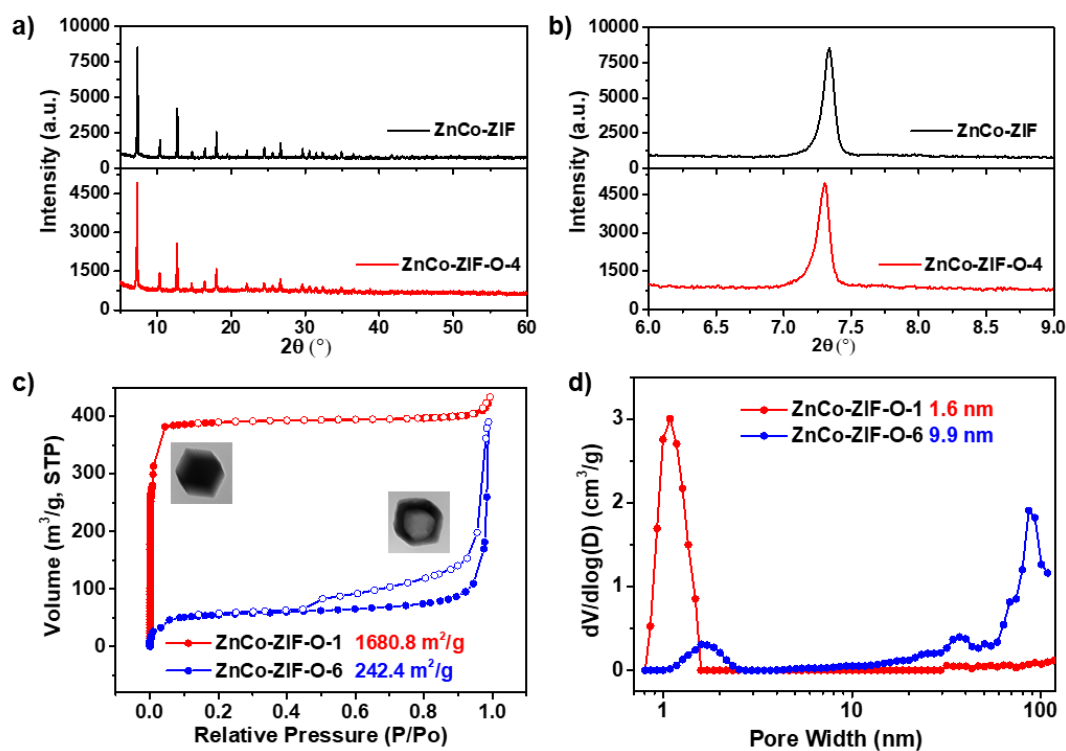 a)
10000
7500
5000
2500
0
4500
3000
1500
0
Intensity (a.u.)
ZnCo-ZIF
ZnCo-ZIF-O-4
10 20 30 40 50 60
2θ (°)
b)
10000
7500
5000
2500
0
4500
3000
1500
0
Intensity (a.u.)
ZnCo-ZIF
ZnCo-ZIF-O-4
6.0 6.5 7.0 7.5 8.0 8.5 9.0
2θ (°)
c)
400
300
200
100
0
Volume (m³/g, STP)
ZnCo-ZIF-O-1 1680.8 m²/g
ZnCo-ZIF-O-6 242.4 m²/g
0.0 0.2 0.4 0.6 0.8 1.0
Relative Pressure (P/Po)
d)
3
2
1
0
dV/dlog(D) (cm³/g)
ZnCo-ZIF-O-1 1.6 nm
ZnCo-ZIF-O-6 9.9 nm
1 10 100
Pore Width (nm)